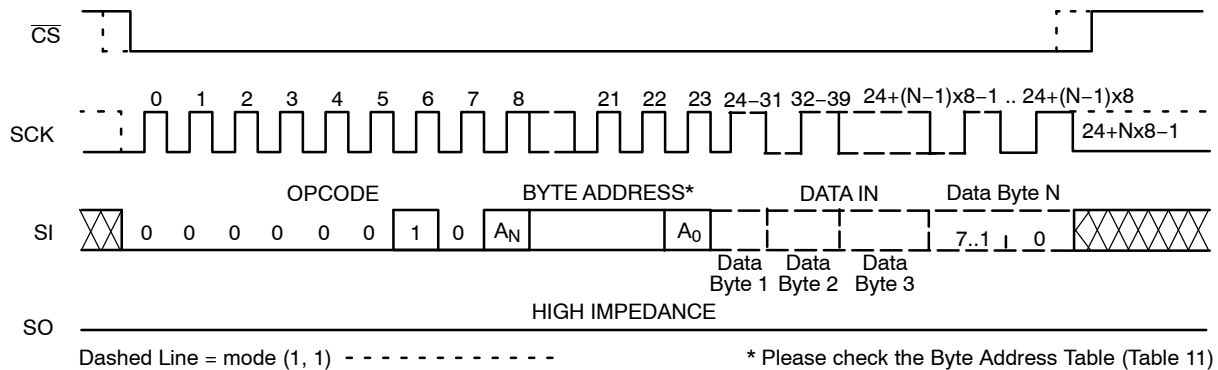 CS
0 1 2 3 4 5 6 7 8 21 22 23 24–31 32–39 24+(N–1)x8–1 .. 24+(N–1)x8
SCK
24+Nx8–1
OPCODE BYTE ADDRESS* DATA IN Data Byte N
SI
0 0 0 0 0 0 1 0 AN A0 7..1 0
Data Byte 1
Data Byte 2
Data Byte 3
HIGH IMPEDANCE
SO
Dashed Line = mode (1, 1)
* Please check the Byte Address Table (Table 11)